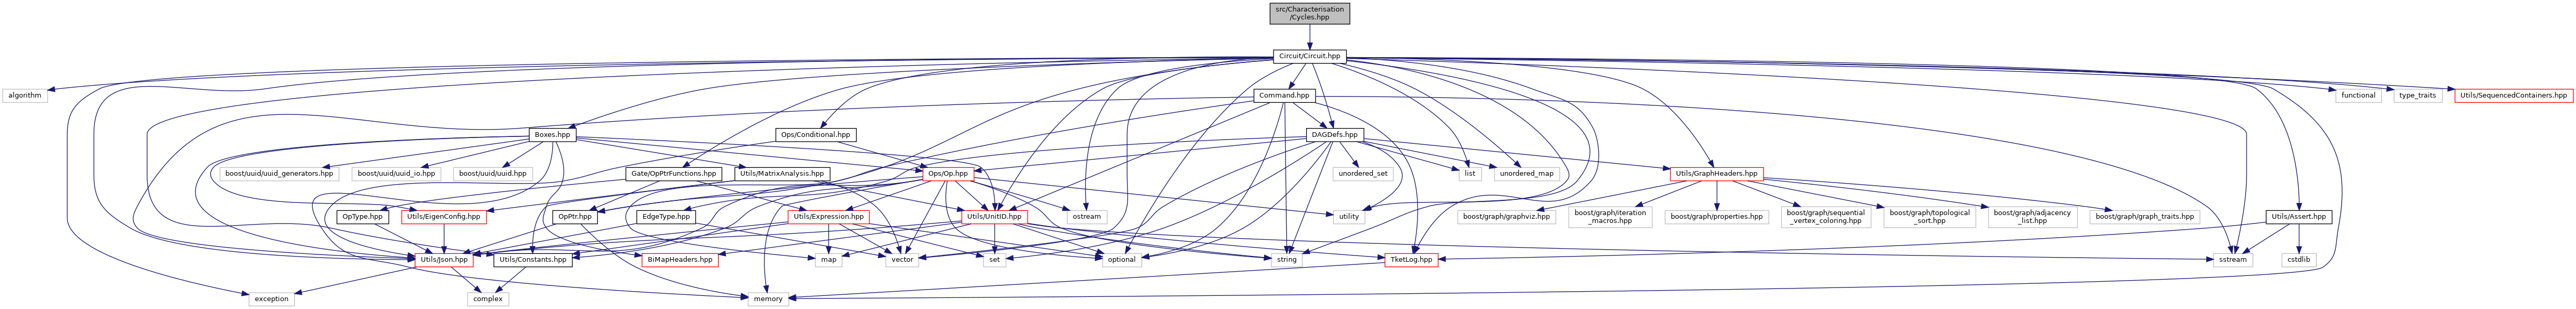 src/Characterisation
/Cycles.hpp
Circuit/Circuit.hpp
algorithm
Command.hpp
functional
type_traits
Utils/SequencedContainers.hpp
Boxes.hpp
Ops/Conditional.hpp
DAGDefs.hpp
boost/uuid/uuid_generators.hpp
boost/uuid/uuid_io.hpp
boost/uuid/uuid.hpp
Gate/OpPtrFunctions.hpp
Utils/MatrixAnalysis.hpp
Ops/Op.hpp
unordered_set
list
unordered_map
Utils/GraphHeaders.hpp
OpType.hpp
Utils/EigenConfig.hpp
OpPtr.hpp
EdgeType.hpp
Utils/Expression.hpp
Utils/UnitID.hpp
ostream
utility
boost/graph/graphviz.hpp
boost/graph/iteration
_macros.hpp
boost/graph/properties.hpp
boost/graph/sequential
_vertex_coloring.hpp
boost/graph/topological
_sort.hpp
boost/graph/adjacency
_list.hpp
boost/graph/graph_traits.hpp
Utils/Assert.hpp
Utils/Json.hpp
Utils/Constants.hpp
BiMapHeaders.hpp
map
vector
set
optional
string
TketLog.hpp
sstream
cstdlib
exception
complex
memory